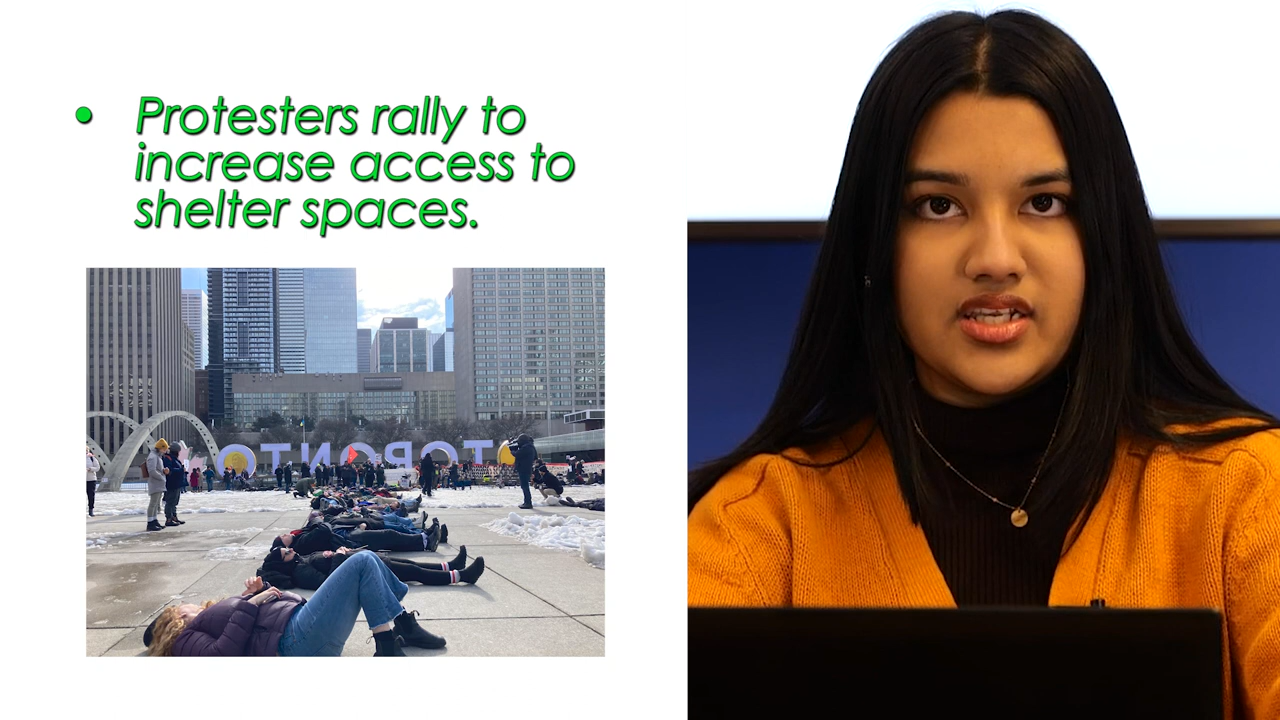 • Protesters rally to
increase access to
shelter spaces.
TORONTO